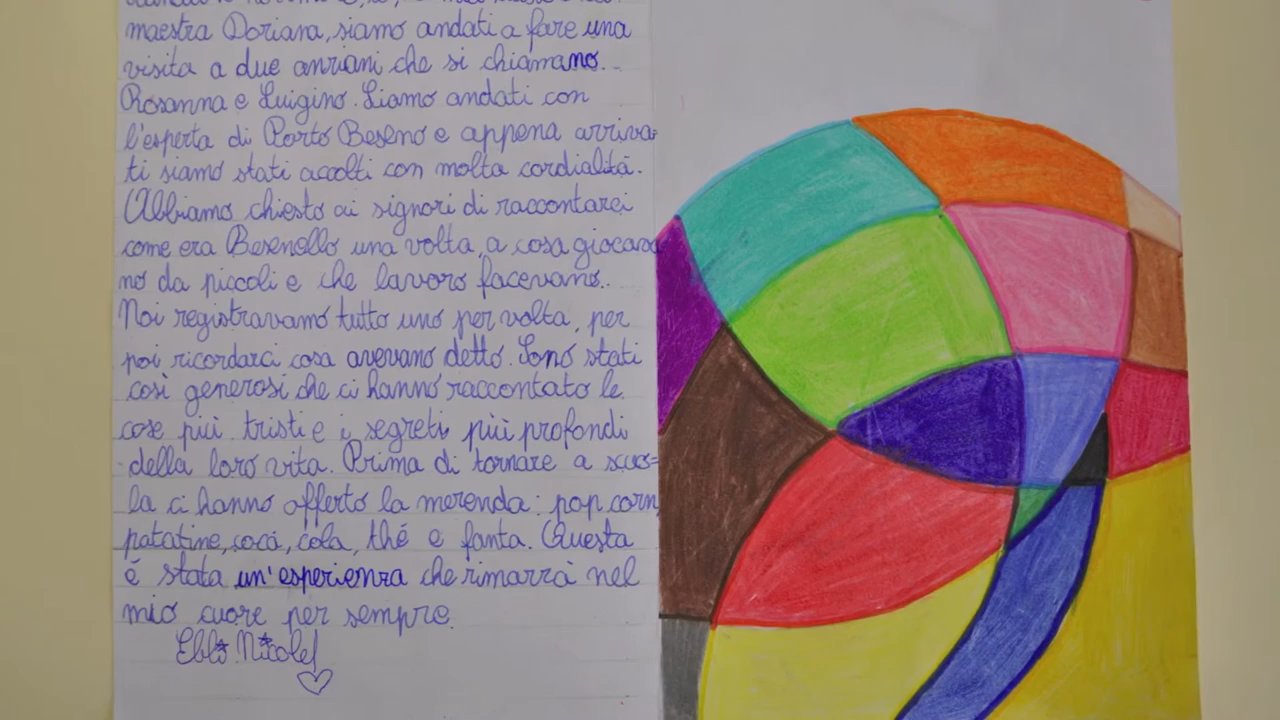 maestra Doriana, siamo andati a fare una
visita a due anziani che si chiamano..
Rosanna e Luigino. Siamo andati con
l'esperta di Porto Beseno e appena arriva=
ti siamo stati accolti con molta cordialità.
Abbiamo chiesto ai signori di raccontarci
come era Besenello una volta, a cosa giocava
no da piccoli e che lavoro facevano..
Noi registravamo tutto uno per volta, per
poi ricordarci cosa avevano detto. Sono stati
così generosi che ci hanno raccontato le
cose più tristi e i segreti più profondi
della loro vita. Prima di tornare a scuo=
la ci hanno offerto la merenda: pop corn,
patatine, coca, cola, thé e fanta. Questa
é stata un'esperienza che rimarrà nel
mio cuore per sempre.
Nicole